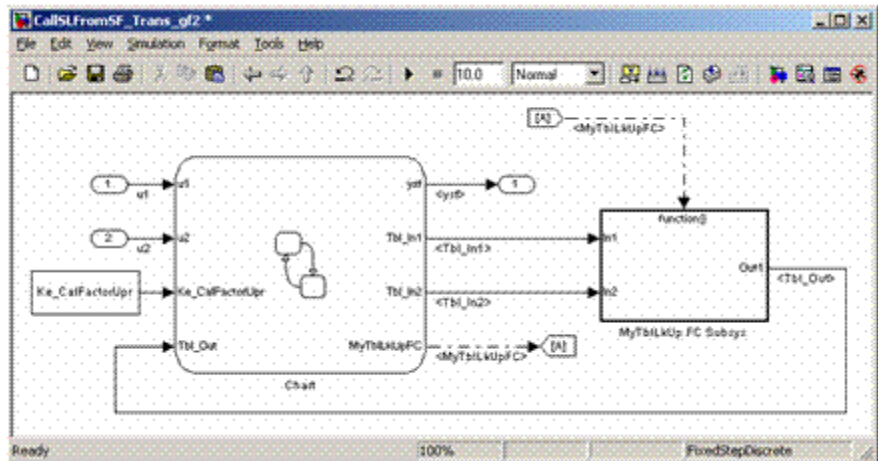 CallSLFromSF_Trans_gf2 *
File Edit View Simulation Format Tools Help
10.0 Normal
[A]
<MyTblLkUpFC>
1
u1
u1
ysf
<ysf>
1
function()
2
u2
u2
Tbl_In1
<Tbl_In1>
In1
Out1
<Tbl_Out>
Ke_CalFactorUpr
Ke_CalFactorUpr
Tbl_In2
<Tbl_In2>
In2
MyTblLkUp FC Subsys
Tbl_Out
MyTblLkUpFC
<MyTblLkUpFC>
[A]
Chart
Ready 100% FixedStepDiscrete